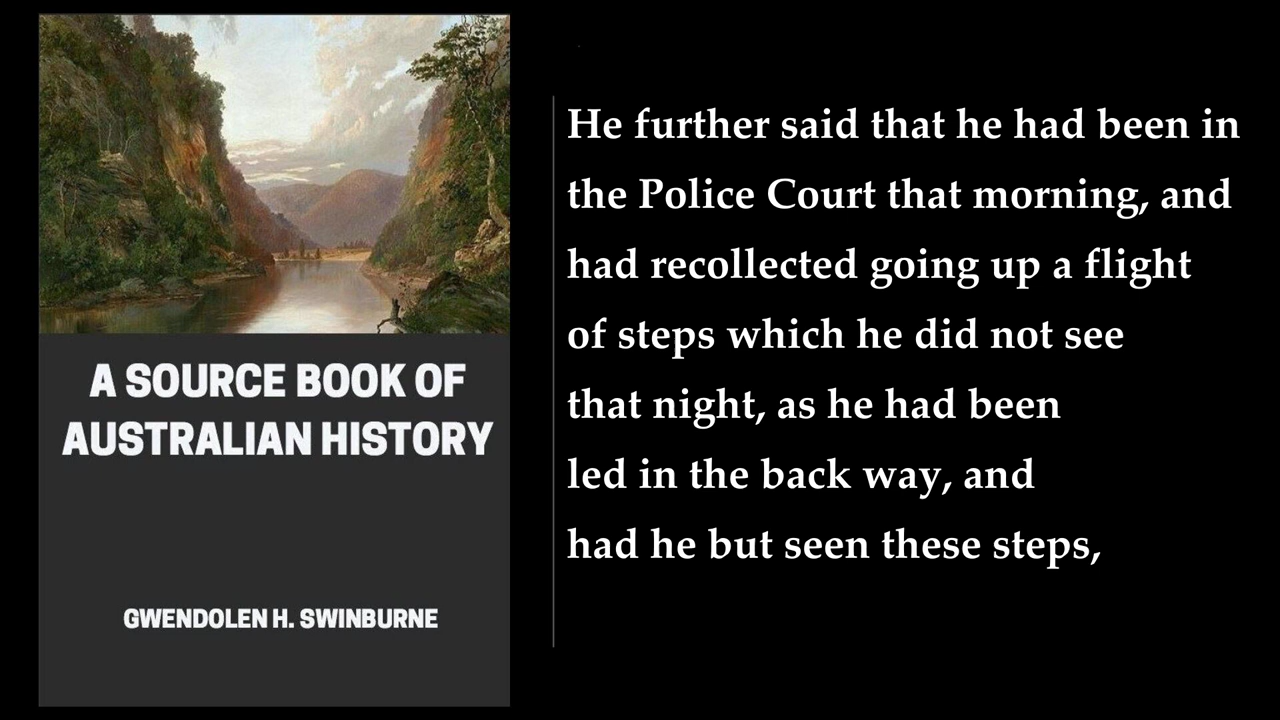 A SOURCE BOOK OF
AUSTRALIAN HISTORY
GWENDOLEN H. SWINBURNE
He further said that he had been in
the Police Court that morning, and
had recollected going up a flight
of steps which he did not see
that night, as he had been
led in the back way, and
had he but seen these steps,